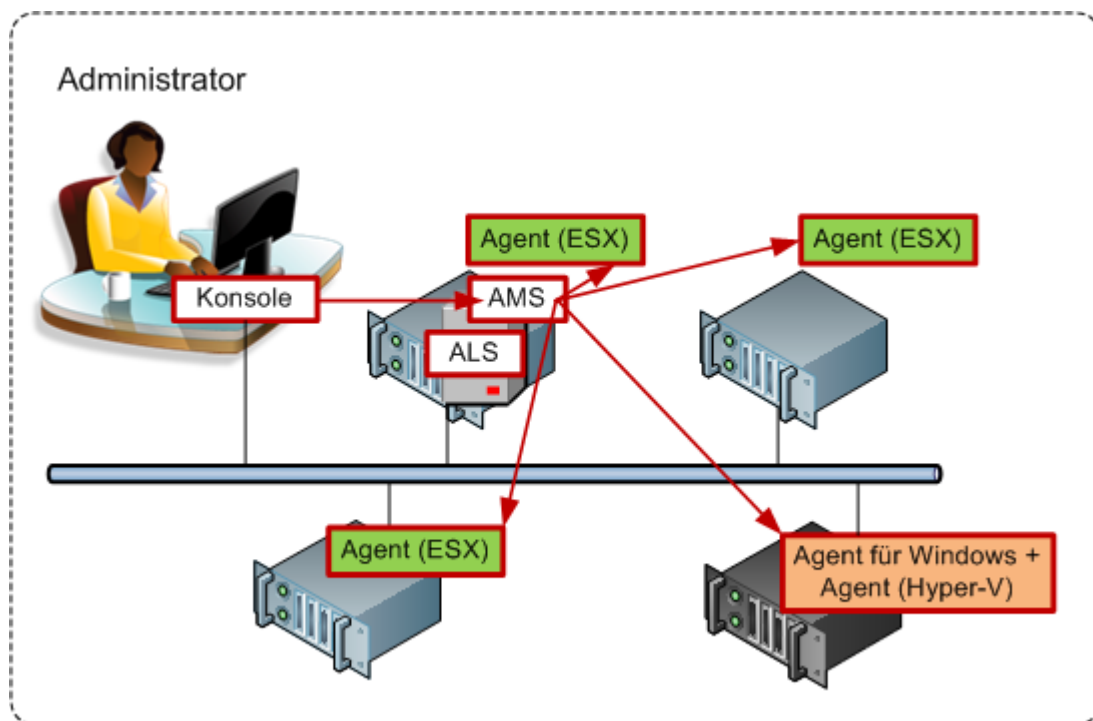 Administrator
Agent (ESX)
Agent (ESX)
Konsole
AMS
ALS
Agent (ESX)
Agent für Windows +
Agent (Hyper-V)